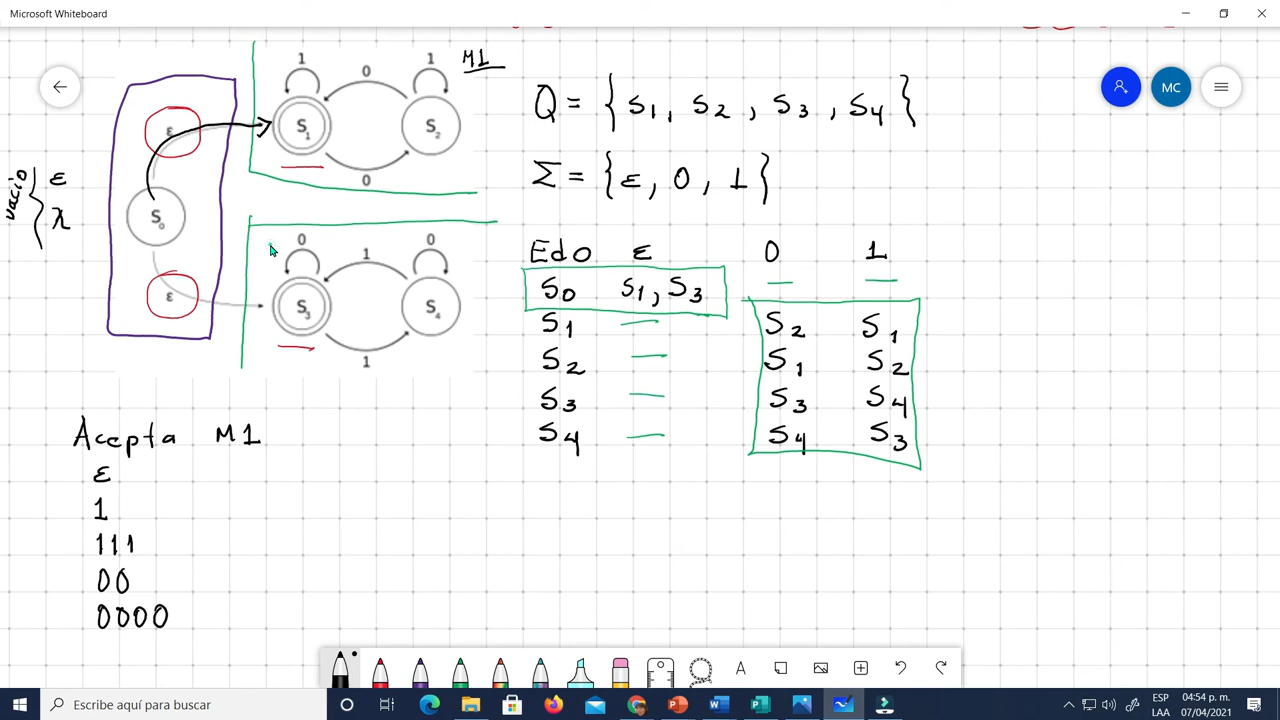 Microsoft Whiteboard
MC
M1
1
1
0
S1
S2
0
ε
S0
ε
vacio
ε
λ
0
0
1
S3
S4
1
Q = { S1, S2, S3, S4 }
Σ = { ε, 0, 1 }
Edo ε 0 1
S0 S1, S3 — —
S1 — S2 S1
S2 — S1 S2
S3 — S3 S4
S4 — S4 S3
Acepta M1
ε
1
111
00
0000
Escribe aquí para buscar
ESP
LAA
04:54 p. m.
07/04/2021